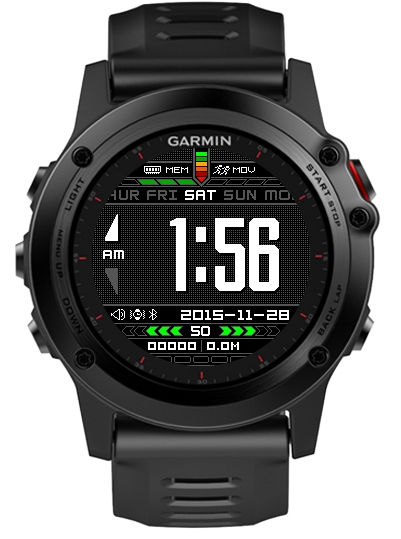 GARMIN
MEM MOV
HUR FRI SAT SUN MO
LIGHT
START STOP
AM 1:56
MENU UP
DOWN
BACK LAP
2015-11-28
50
00000 0.0M